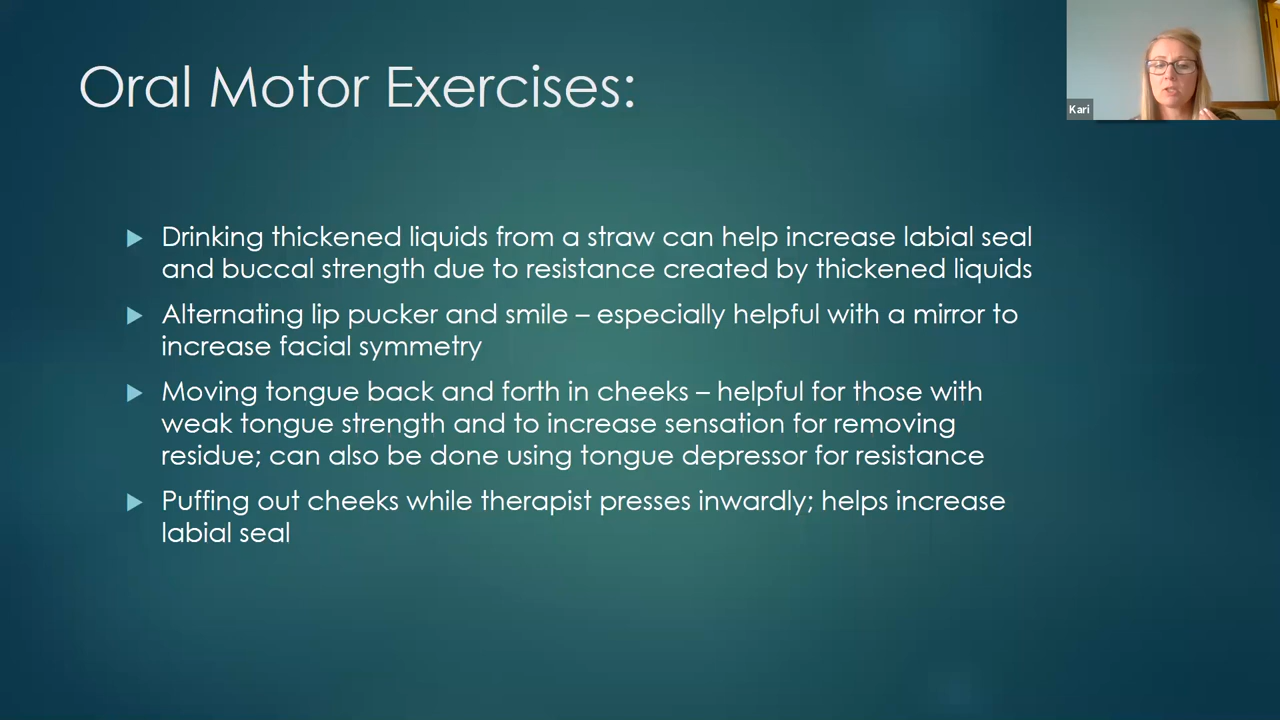 Oral Motor Exercises:
Kari
Drinking thickened liquids from a straw can help increase labial seal
and buccal strength due to resistance created by thickened liquids
Alternating lip pucker and smile – especially helpful with a mirror to
increase facial symmetry
Moving tongue back and forth in cheeks – helpful for those with
weak tongue strength and to increase sensation for removing
residue; can also be done using tongue depressor for resistance
Puffing out cheeks while therapist presses inwardly; helps increase
labial seal